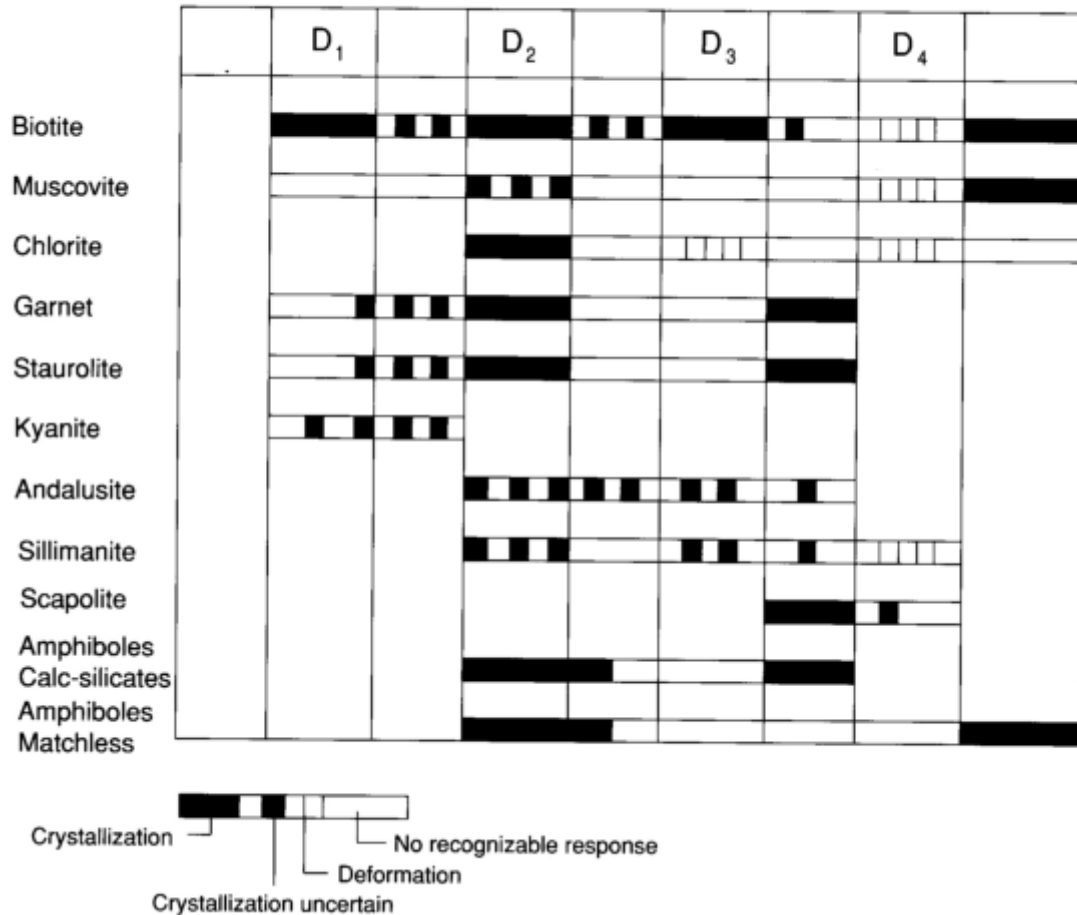 D1 D2 D3 D4
Biotite
Muscovite
Chlorite
Garnet
Staurolite
Kyanite
Andalusite
Sillimanite
Scapolite
Amphiboles
Calc-silicates
Amphiboles
Matchless
Crystallization
No recognizable response
Deformation
Crystallization uncertain